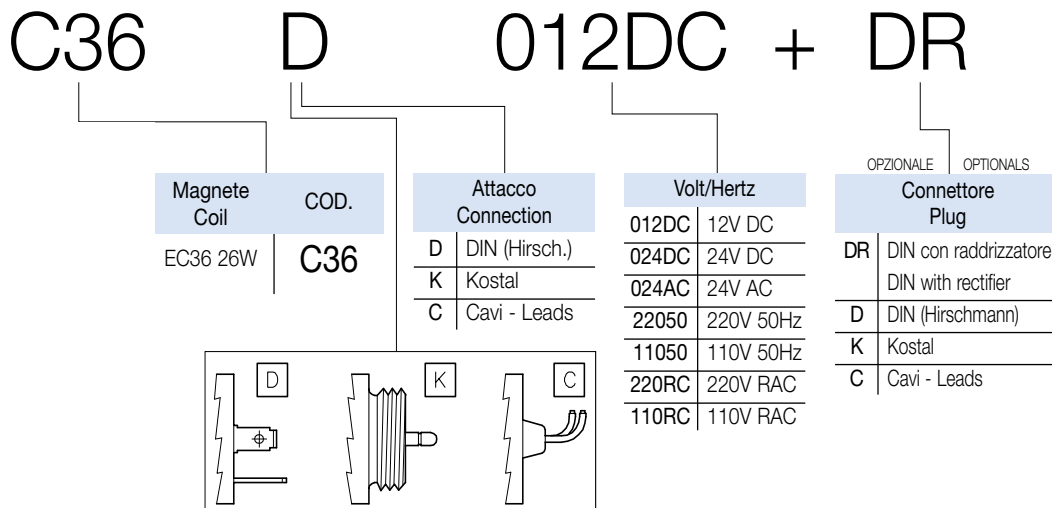 C36 D 012DC + DR
OPZIONALE OPTIONALS
Magnete
Coil
COD.
EC36 26W
C36
Attacco
Connection
D DIN (Hirsch.)
K Kostal
C Cavi - Leads
Volt/Hertz
012DC 12V DC
024DC 24V DC
024AC 24V AC
22050 220V 50Hz
11050 110V 50Hz
220RC 220V RAC
110RC 110V RAC
Connettore
Plug
DR DIN con raddrizzatore
DIN with rectifier
D DIN (Hirschmann)
K Kostal
C Cavi - Leads
D K C